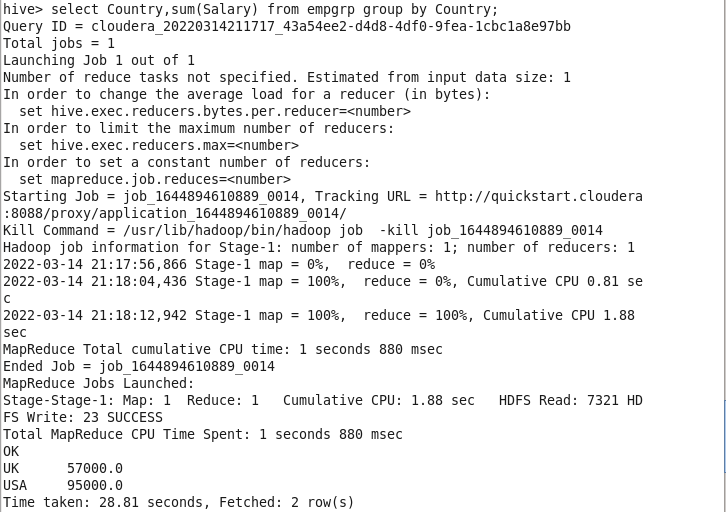 hive> select Country,sum(Salary) from empgrp group by Country;
Query ID = cloudera_20220314211717_43a54ee2-d4d8-4df0-9fea-1cbc1a8e97bb
Total jobs = 1
Launching Job 1 out of 1
Number of reduce tasks not specified. Estimated from input data size: 1
In order to change the average load for a reducer (in bytes):
  set hive.exec.reducers.bytes.per.reducer=<number>
In order to limit the maximum number of reducers:
  set hive.exec.reducers.max=<number>
In order to set a constant number of reducers:
  set mapreduce.job.reduces=<number>
Starting Job = job_1644894610889_0014, Tracking URL = http://quickstart.cloudera
:8088/proxy/application_1644894610889_0014/
Kill Command = /usr/lib/hadoop/bin/hadoop job  -kill job_1644894610889_0014
Hadoop job information for Stage-1: number of mappers: 1; number of reducers: 1
2022-03-14 21:17:56,866 Stage-1 map = 0%,  reduce = 0%
2022-03-14 21:18:04,436 Stage-1 map = 100%,  reduce = 0%, Cumulative CPU 0.81 se
c
2022-03-14 21:18:12,942 Stage-1 map = 100%,  reduce = 100%, Cumulative CPU 1.88
sec
MapReduce Total cumulative CPU time: 1 seconds 880 msec
Ended Job = job_1644894610889_0014
MapReduce Jobs Launched:
Stage-Stage-1: Map: 1  Reduce: 1   Cumulative CPU: 1.88 sec   HDFS Read: 7321 HD
FS Write: 23 SUCCESS
Total MapReduce CPU Time Spent: 1 seconds 880 msec
OK
UK      57000.0
USA     95000.0
Time taken: 28.81 seconds, Fetched: 2 row(s)